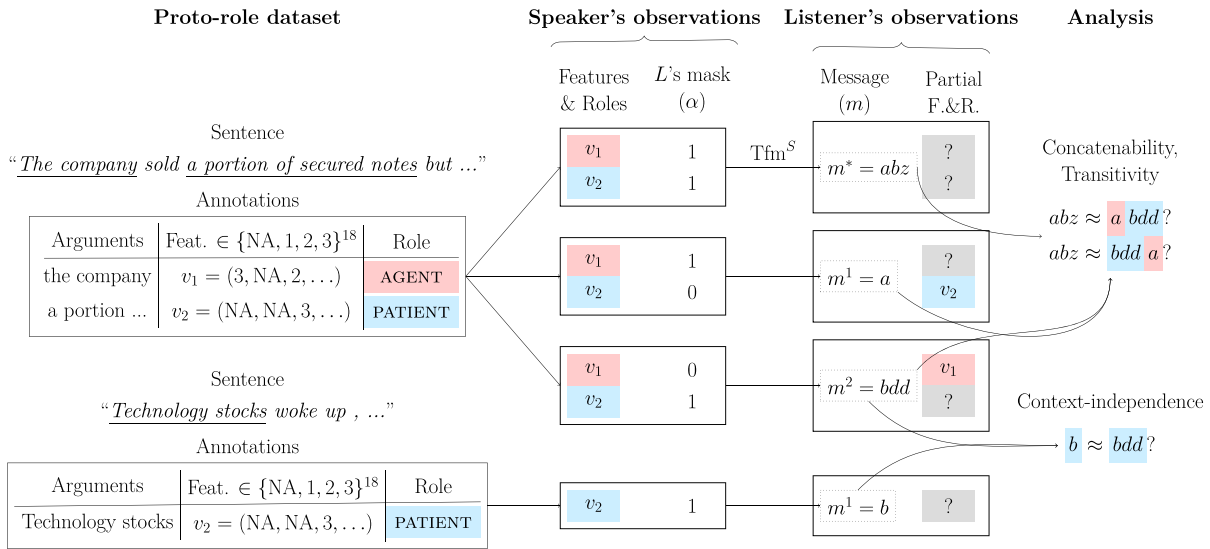 Proto-role dataset
Speaker's observations
Listener's observations
Analysis
Features
& Roles
L's mask
(α)
Message
(m)
Partial
F.&R.
Sentence
“The company sold a portion of secured notes but ...”
Annotations
Arguments Feat. ∈ {NA, 1, 2, 3}¹⁸ Role
the company v₁ = (3, NA, 2, . . .) AGENT
a portion ... v₂ = (NA, NA, 3, . . .) PATIENT
Sentence
“Technology stocks woke up , ...”
Annotations
Arguments Feat. ∈ {NA, 1, 2, 3}¹⁸ Role
Technology stocks v₂ = (NA, NA, 3, . . .) PATIENT
v₁ 1
v₂ 1
Tfmˢ
m* = abz
?
?
v₁ 1
v₂ 0
m¹ = a
?
v₂
v₁ 0
v₂ 1
m² = bdd
v₁
?
v₂ 1
m¹ = b
?
Concatenability,
Transitivity
abz ≈ a bdd?
abz ≈ bdd a?
Context-independence
b ≈ bdd?